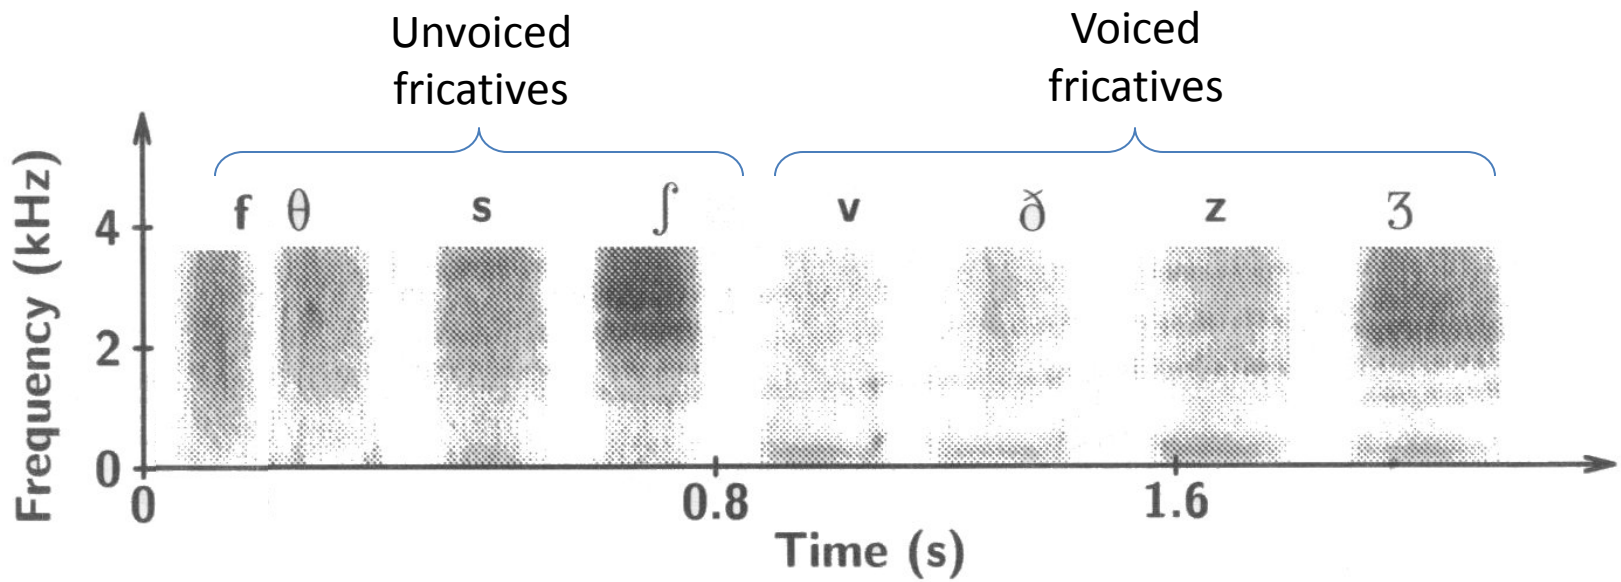 Unvoiced
fricatives
Voiced
fricatives
f θ s ʃ v ð z ʒ
Frequency (kHz)
4
2
0
0 0.8 1.6
Time (s)